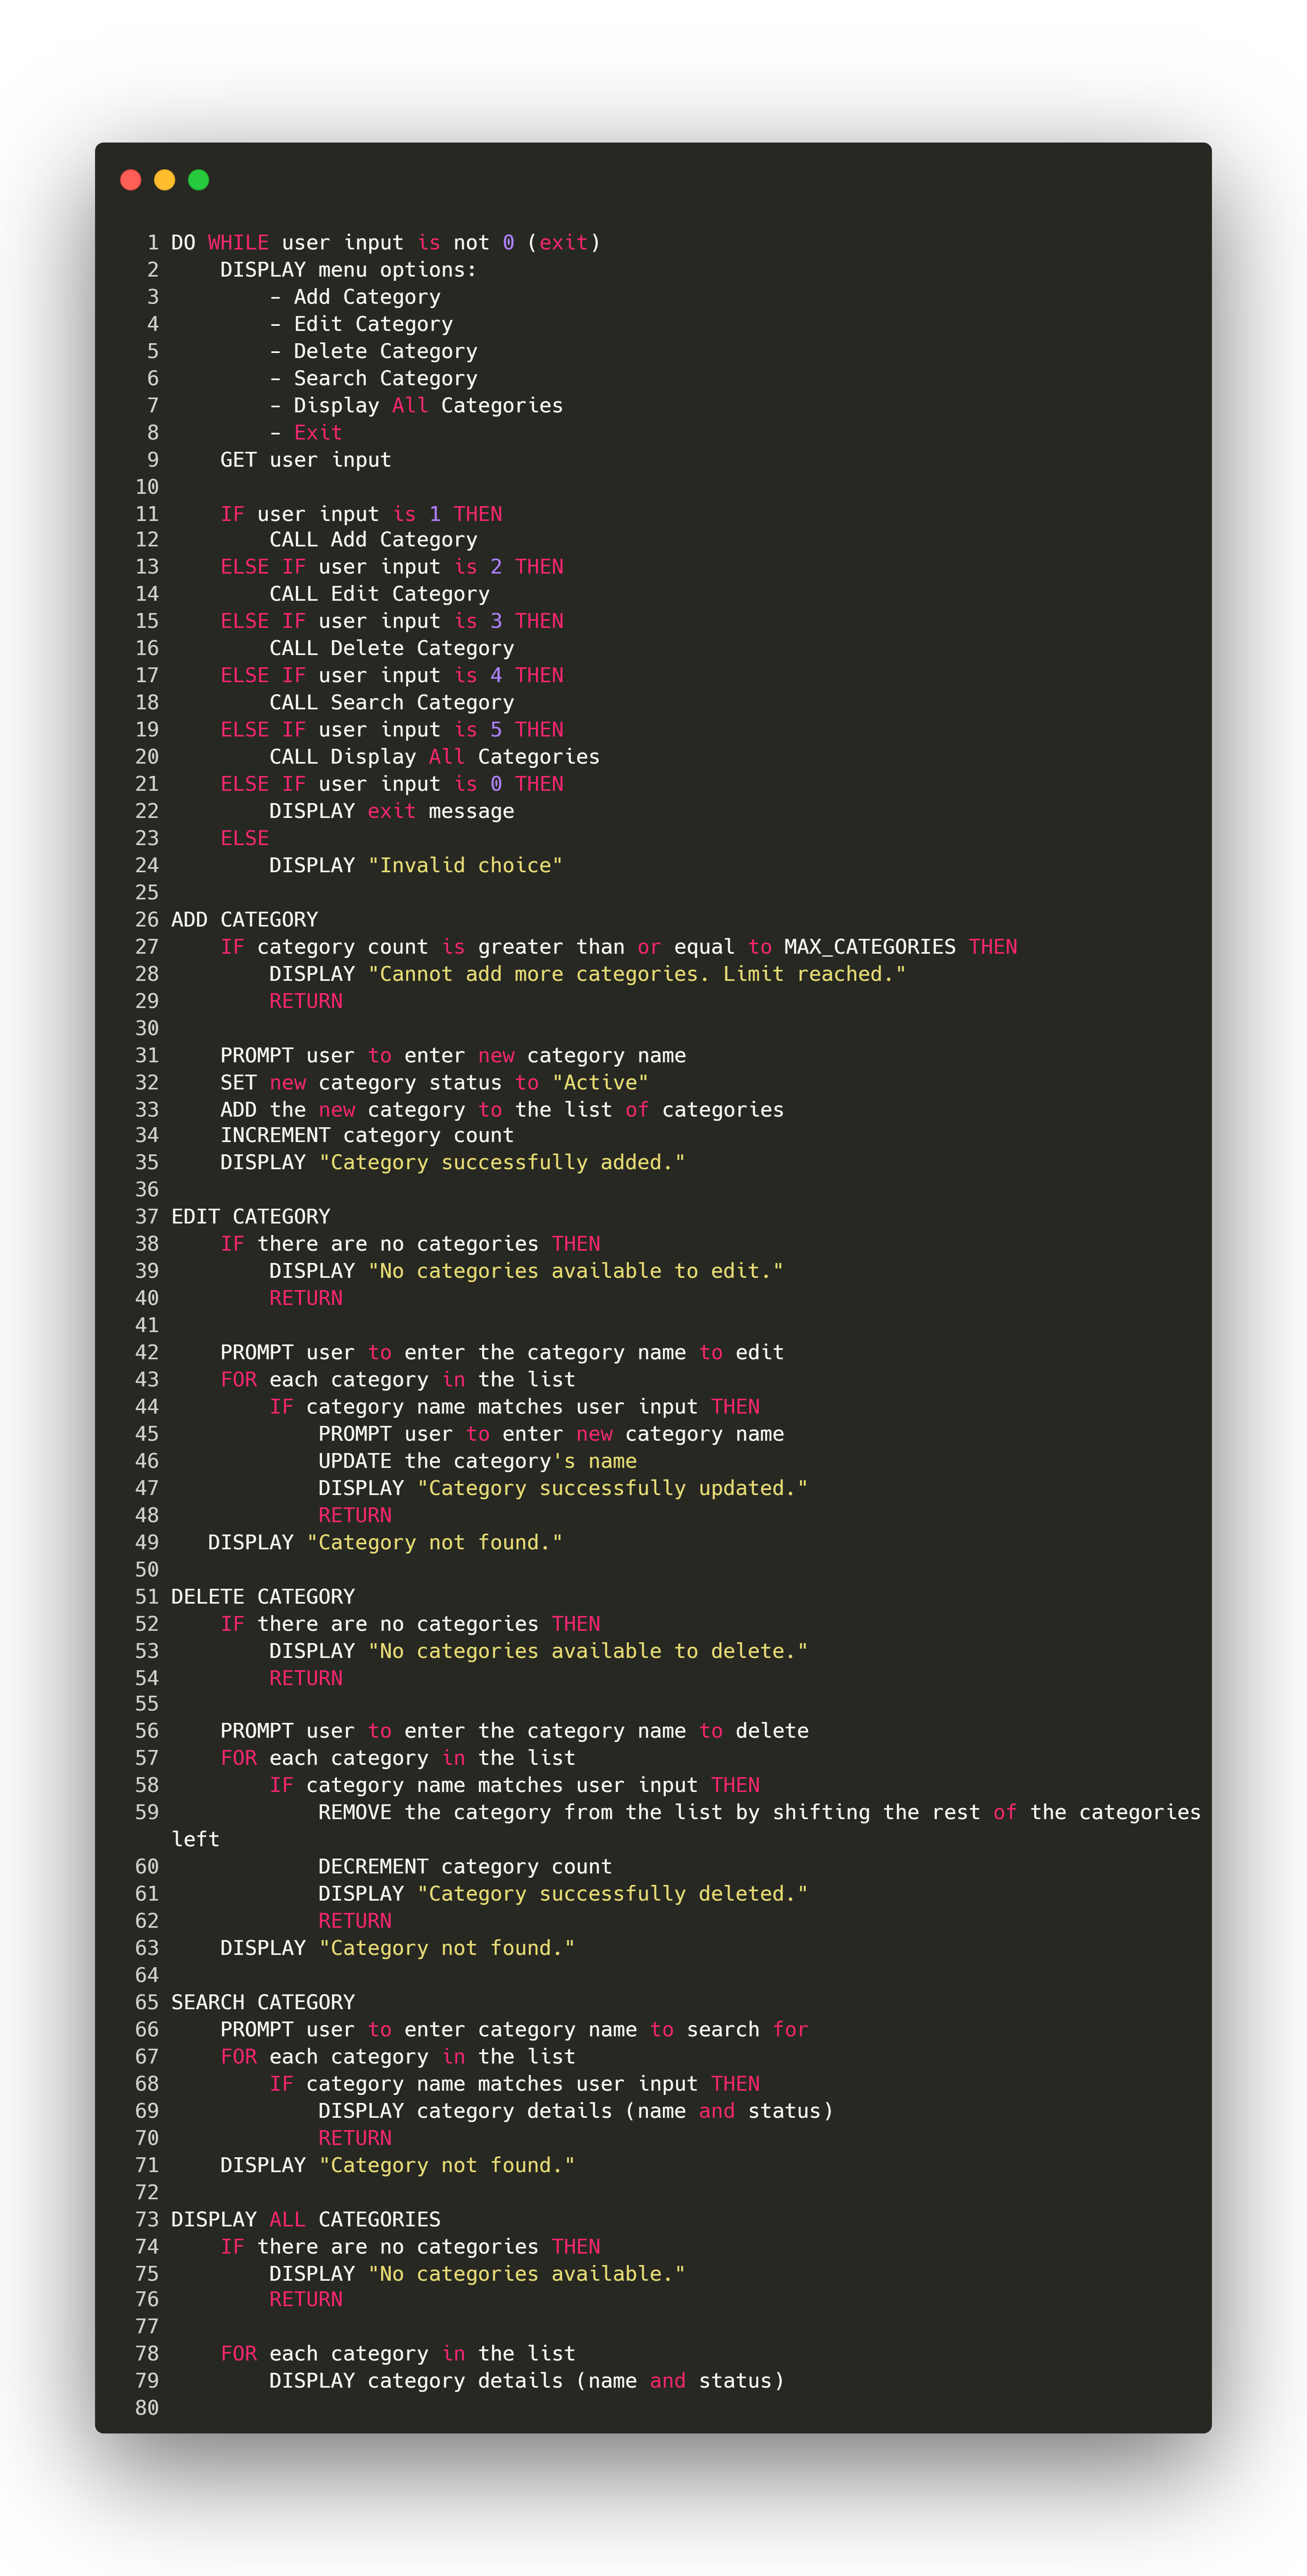 1 DO WHILE user input is not 0 (exit)
2     DISPLAY menu options:
3         - Add Category
4         - Edit Category
5         - Delete Category
6         - Search Category
7         - Display All Categories
8         - Exit
9     GET user input
10
11     IF user input is 1 THEN
12         CALL Add Category
13     ELSE IF user input is 2 THEN
14         CALL Edit Category
15     ELSE IF user input is 3 THEN
16         CALL Delete Category
17     ELSE IF user input is 4 THEN
18         CALL Search Category
19     ELSE IF user input is 5 THEN
20         CALL Display All Categories
21     ELSE IF user input is 0 THEN
22         DISPLAY exit message
23     ELSE
24         DISPLAY "Invalid choice"
25
26 ADD CATEGORY
27     IF category count is greater than or equal to MAX_CATEGORIES THEN
28         DISPLAY "Cannot add more categories. Limit reached."
29         RETURN
30
31     PROMPT user to enter new category name
32     SET new category status to "Active"
33     ADD the new category to the list of categories
34     INCREMENT category count
35     DISPLAY "Category successfully added."
36
37 EDIT CATEGORY
38     IF there are no categories THEN
39         DISPLAY "No categories available to edit."
40         RETURN
41
42     PROMPT user to enter the category name to edit
43     FOR each category in the list
44         IF category name matches user input THEN
45             PROMPT user to enter new category name
46             UPDATE the category's name
47             DISPLAY "Category successfully updated."
48             RETURN
49    DISPLAY "Category not found."
50
51 DELETE CATEGORY
52     IF there are no categories THEN
53         DISPLAY "No categories available to delete."
54         RETURN
55
56     PROMPT user to enter the category name to delete
57     FOR each category in the list
58         IF category name matches user input THEN
59             REMOVE the category from the list by shifting the rest of the categories
left
60             DECREMENT category count
61             DISPLAY "Category successfully deleted."
62             RETURN
63     DISPLAY "Category not found."
64
65 SEARCH CATEGORY
66     PROMPT user to enter category name to search for
67     FOR each category in the list
68         IF category name matches user input THEN
69             DISPLAY category details (name and status)
70             RETURN
71     DISPLAY "Category not found."
72
73 DISPLAY ALL CATEGORIES
74     IF there are no categories THEN
75         DISPLAY "No categories available."
76         RETURN
77
78     FOR each category in the list
79         DISPLAY category details (name and status)
80